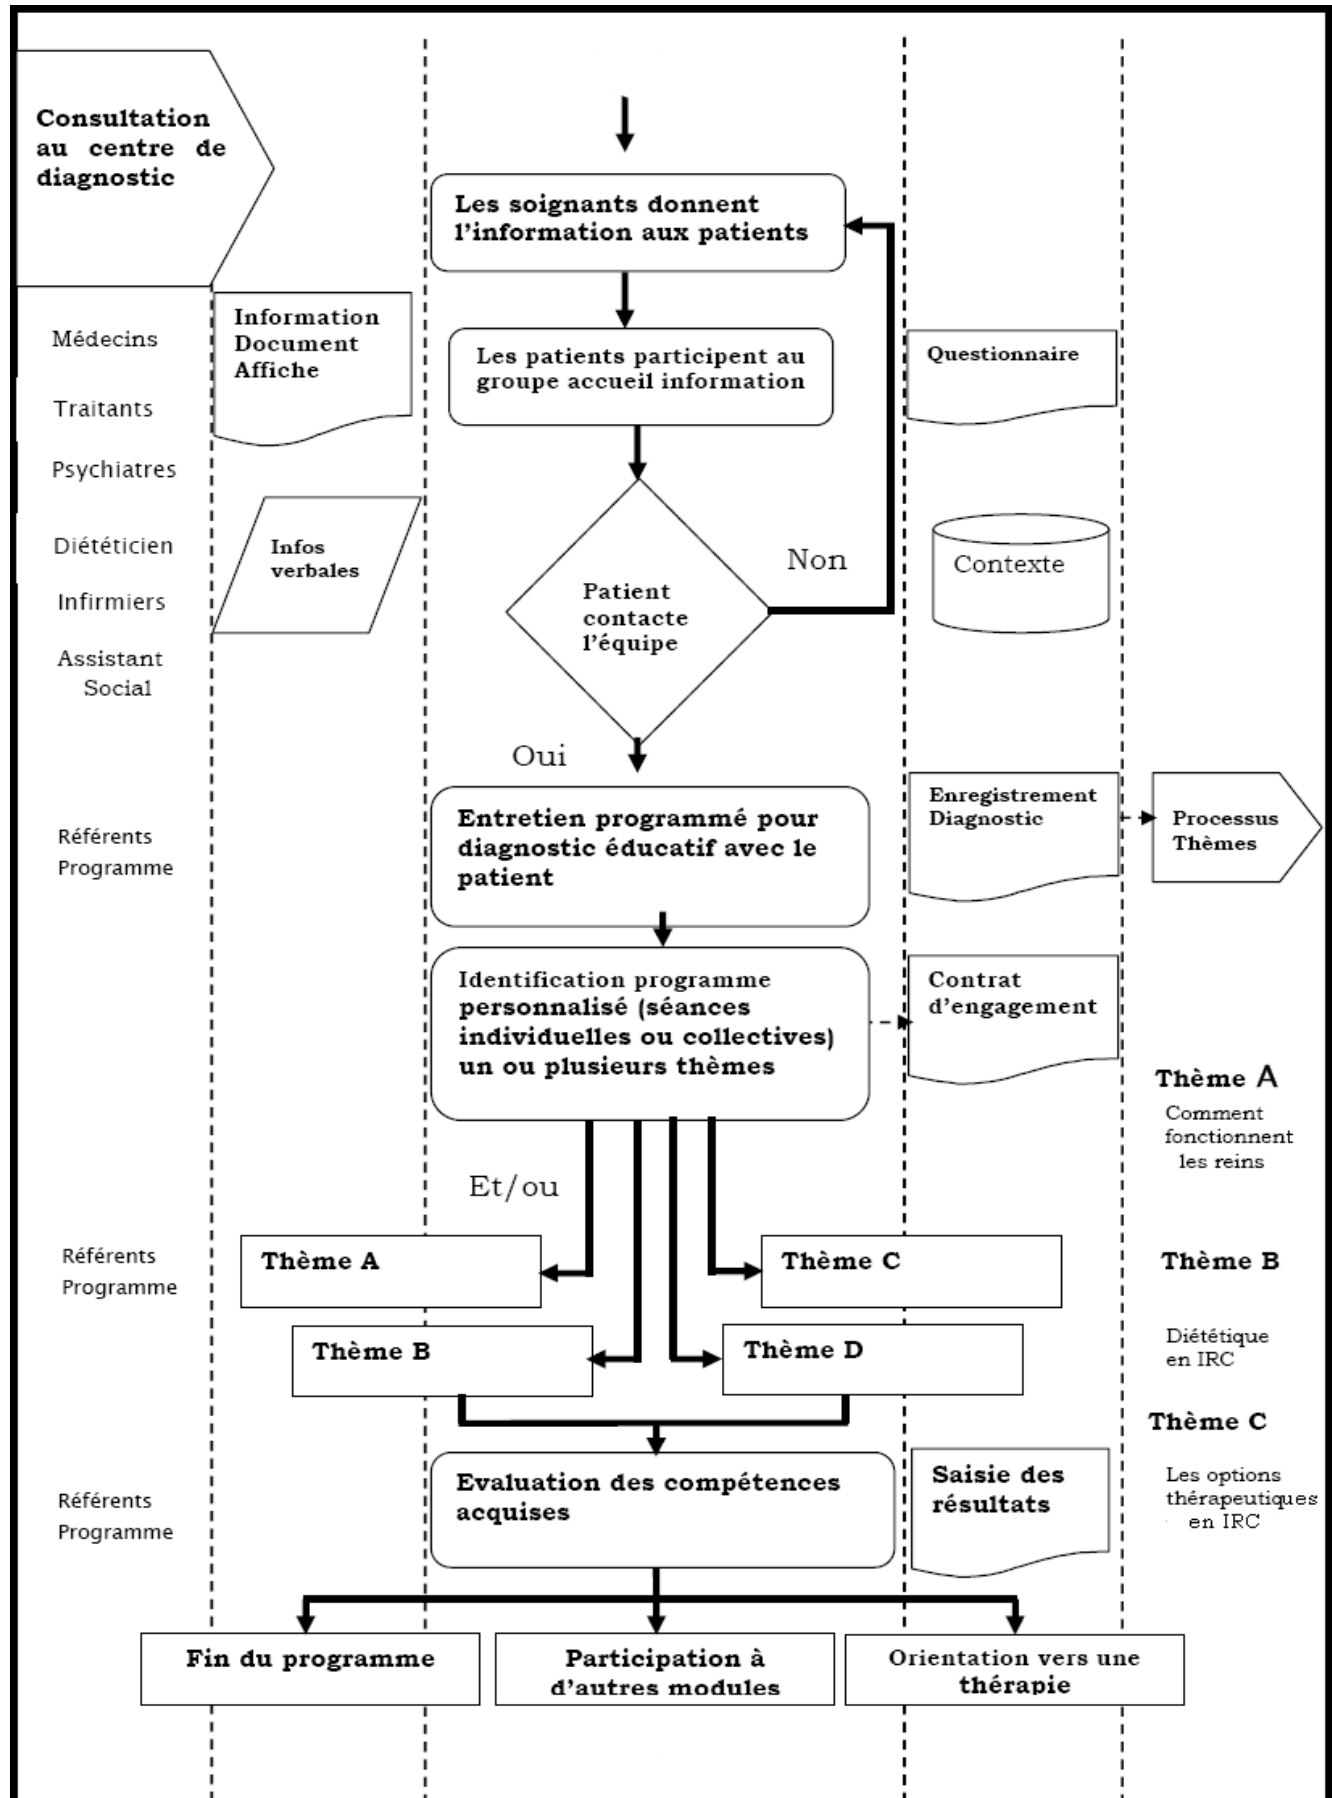 Consultation
au centre de
diagnostic
Les soignants donnent
l'information aux patients
Médecins
Information
Document
Affiche
Les patients participent au
groupe accueil information
Questionnaire
Traitants
Psychiatres
Diététicien
Infos
verbales
Non
Contexte
Infirmiers
Patient
contacte
l'équipe
Assistant
Social
Oui
Référents
Programme
Entretien programmé pour
diagnostic éducatif avec le
patient
Enregistrement
Diagnostic
Processus
Thèmes
Identification programme
personnalisé (séances
individuelles ou collectives)
un ou plusieurs thèmes
Contrat
d'engagement
Thème A
Comment
fonctionnent
les reins
Et/ou
Référents
Programme
Thème A
Thème C
Thème B
Thème B
Thème D
Diététique
en IRC
Thème C
Référents
Programme
Evaluation des compétences
acquises
Saisie des
résultats
Les options
thérapeutiques
en IRC
Fin du programme
Participation à
d'autres modules
Orientation vers une
thérapie